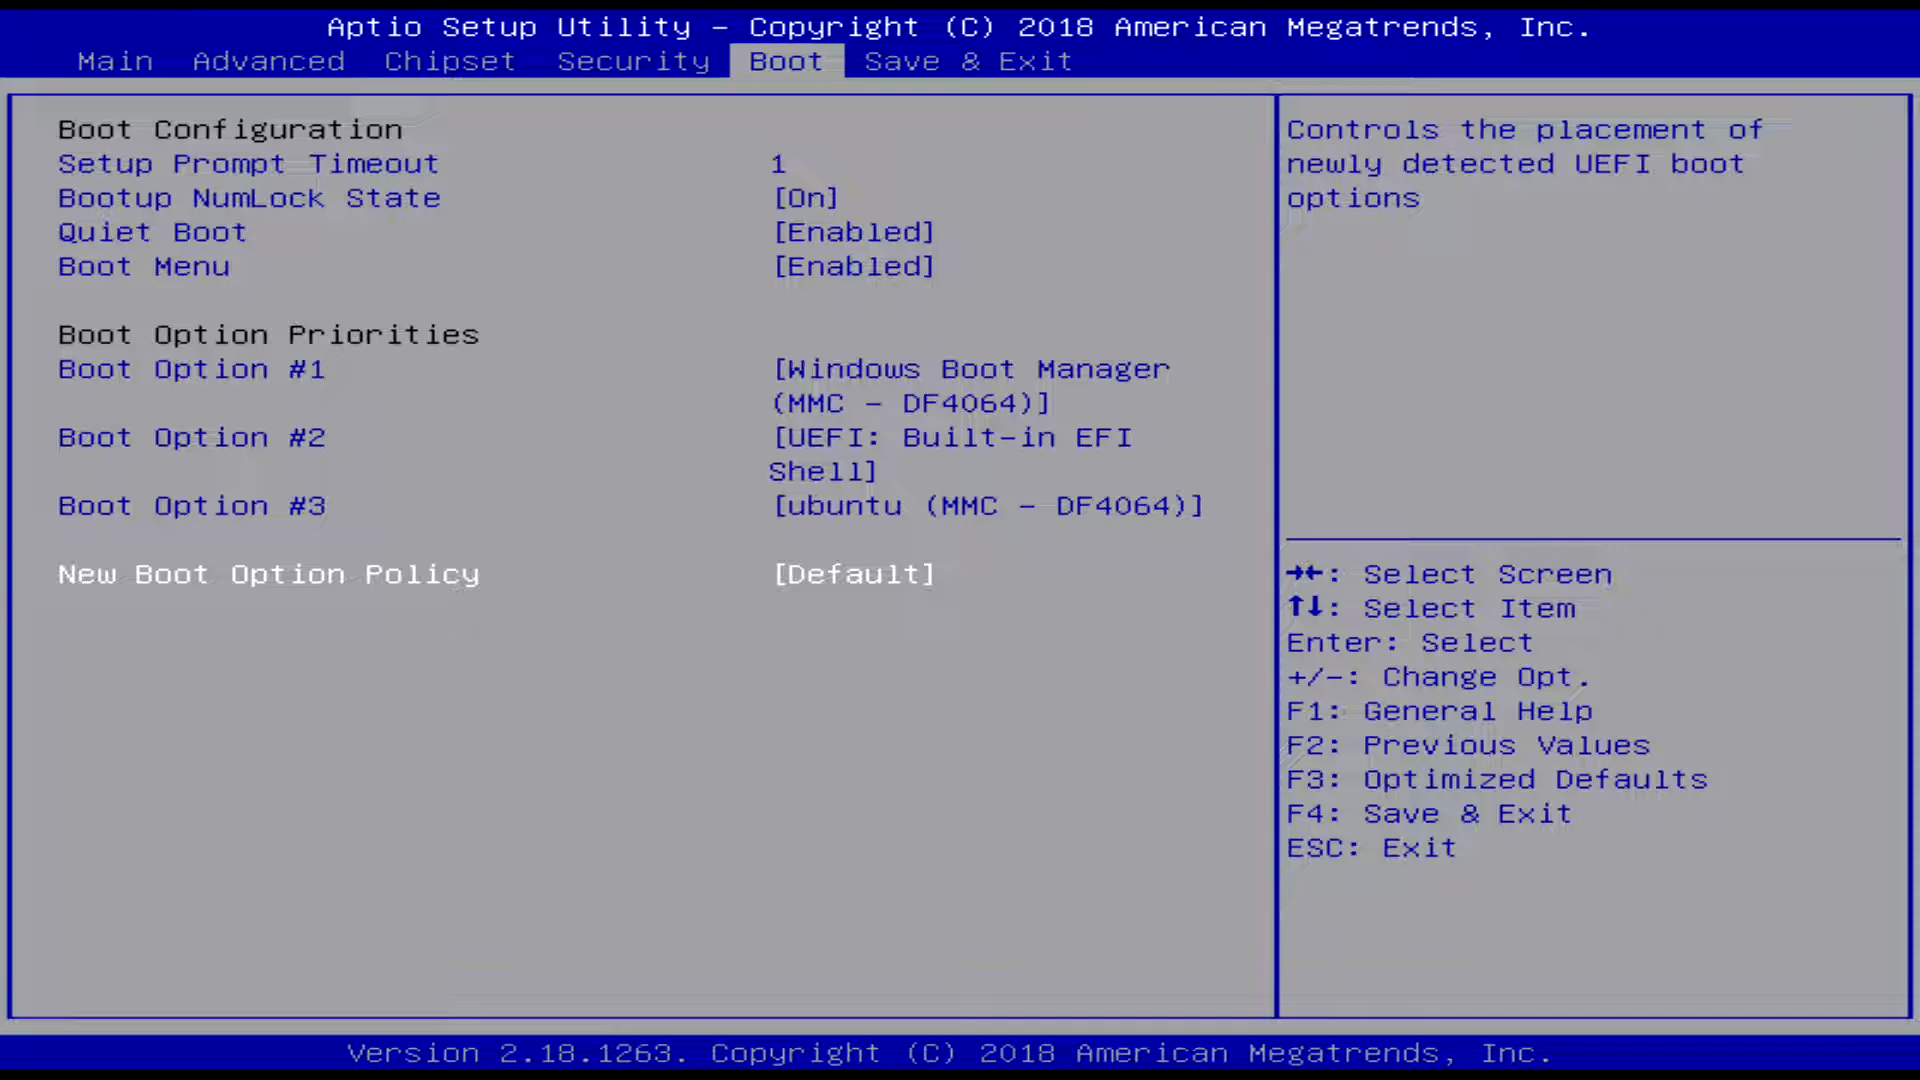 Aptio Setup Utility – Copyright (C) 2018 American Megatrends, Inc.
Main Advanced Chipset Security Boot Save & Exit
Boot Configuration
Setup Prompt Timeout 1
Bootup NumLock State [On]
Quiet Boot [Enabled]
Boot Menu [Enabled]
Boot Option Priorities
Boot Option #1 [Windows Boot Manager
(MMC – DF4064)]
Boot Option #2 [UEFI: Built-in EFI
Shell]
Boot Option #3 [ubuntu (MMC – DF4064)]
New Boot Option Policy [Default]
Controls the placement of
newly detected UEFI boot
options
→←: Select Screen
↑↓: Select Item
Enter: Select
+/-: Change Opt.
F1: General Help
F2: Previous Values
F3: Optimized Defaults
F4: Save & Exit
ESC: Exit
Version 2.18.1263. Copyright (C) 2018 American Megatrends, Inc.